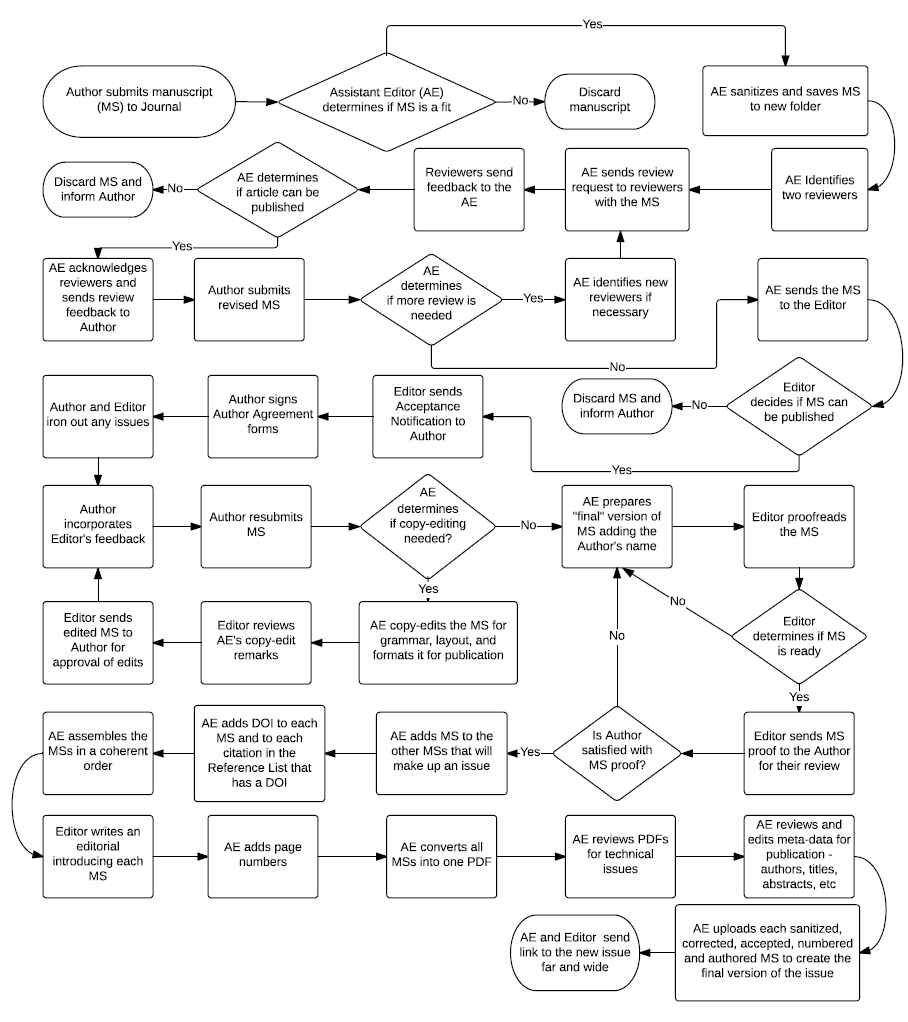 Yes
Author submits manuscript
(MS) to Journal
Assistant Editor (AE)
determines if MS is a fit
No
Discard
manuscript
AE sanitizes and saves MS
to new folder
Discard MS and
inform Author
No
AE determines
if article can be
published
Reviewers send
feedback to the
AE
AE sends review
request to reviewers
with the MS
AE Identifies
two reviewers
Yes
AE acknowledges
reviewers and
sends review
feedback to
Author
Author submits
revised MS
AE
determines
if more review is
needed
Yes
AE identifies new
reviewers if
necessary
AE sends the MS
to the Editor
No
Author and Editor
iron out any issues
Author signs
Author Agreement
forms
Editor sends
Acceptance
Notification to
Author
Discard MS and
inform Author
No
Editor
decides if MS can
be published
Yes
Author
incorporates
Editor's feedback
Author resubmits
MS
AE
determines
if copy-editing
needed?
No
AE prepares
"final" version of
MS adding the
Author's name
Editor proofreads
the MS
Yes
No
Editor sends
edited MS to
Author for
approval of edits
Editor reviews
AE's copy-edit
remarks
AE copy-edits the MS for
grammar, layout, and
formats it for publication
No
Editor
determines if MS
is ready
Yes
AE assembles the
MSs in a coherent
order
AE adds DOI to each
MS and to each
citation in the
Reference List that
has a DOI
AE adds MS to the
other MSs that will
make up an issue
Yes
Is Author
satisfied with
MS proof?
Editor sends MS
proof to the Author
for their review
Editor writes an
editorial
introducing each
MS
AE adds page
numbers
AE converts all
MSs into one PDF
AE reviews PDFs
for technical
issues
AE reviews and
edits meta-data for
publication -
authors, titles,
abstracts, etc
AE and Editor  send
link to the new issue
far and wide
AE uploads each sanitized,
corrected, accepted, numbered
and authored MS to create the
final version of the issue